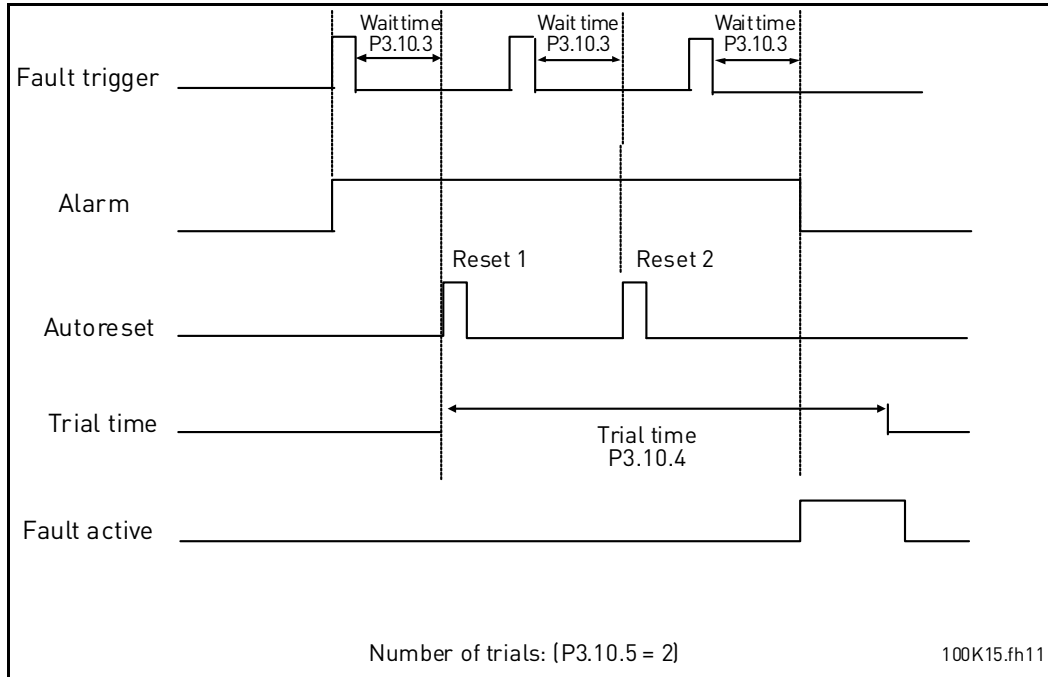 Wait time
P3.10.3
Wait time
P3.10.3
Wait time
P3.10.3
Fault trigger
Alarm
Reset 1
Reset 2
Autoreset
Trial time
Trial time
P3.10.4
Fault active
Number of trials: (P3.10.5 = 2)
100K15.fh11